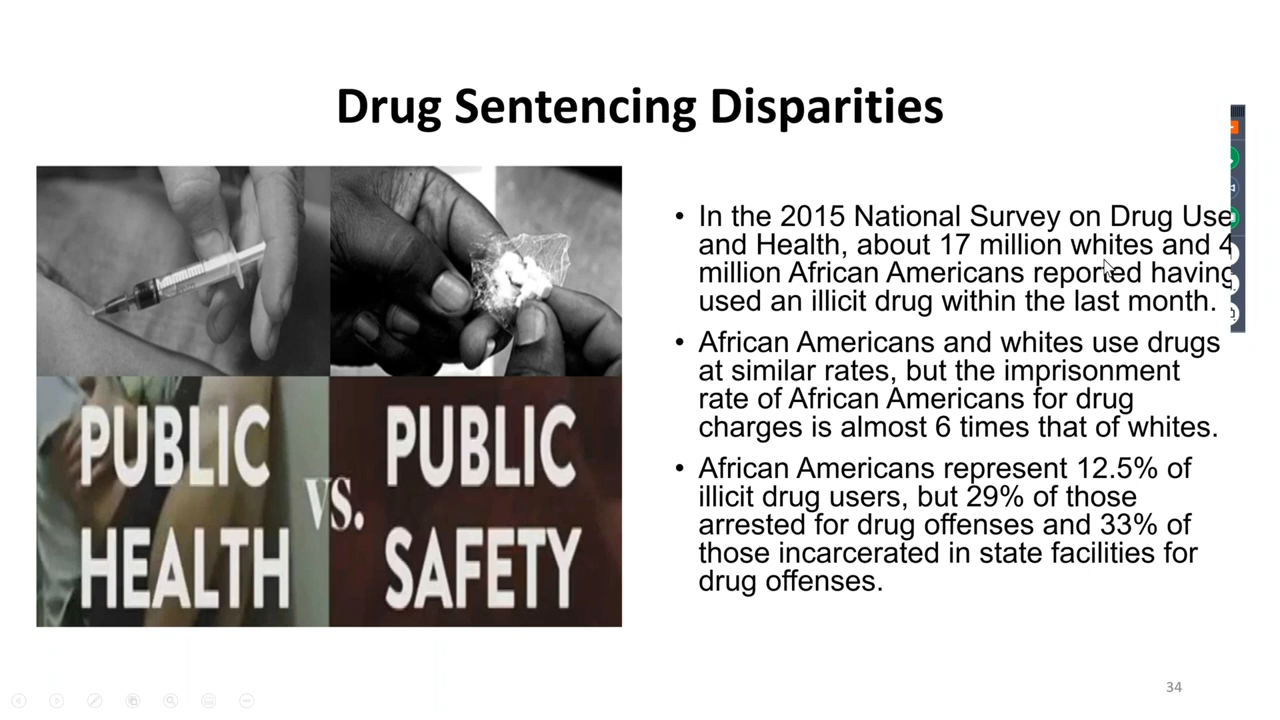 Drug Sentencing Disparities
PUBLIC
HEALTH
VS.
PUBLIC
SAFETY
• In the 2015 National Survey on Drug Use
and Health, about 17 million whites and 4
million African Americans reported having
used an illicit drug within the last month.
• African Americans and whites use drugs
at similar rates, but the imprisonment
rate of African Americans for drug
charges is almost 6 times that of whites.
• African Americans represent 12.5% of
illicit drug users, but 29% of those
arrested for drug offenses and 33% of
those incarcerated in state facilities for
drug offenses.
34